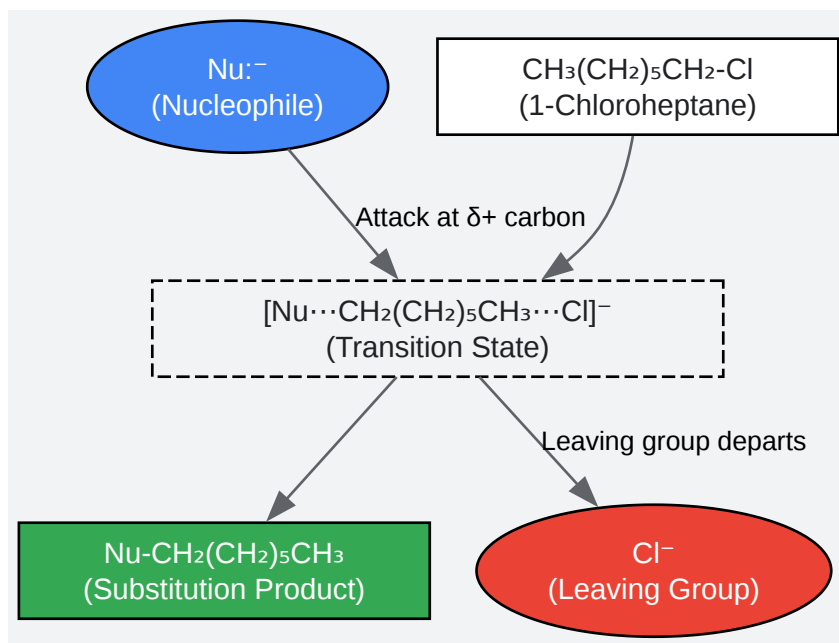 Nu:⁻
(Nucleophile)
CH₃(CH₂)₅CH₂-Cl
(1-Chloroheptane)
Attack at δ+ carbon
[Nu⋯CH₂(CH₂)₅CH₃⋯Cl]⁻
(Transition State)
Leaving group departs
Nu-CH₂(CH₂)₅CH₃
(Substitution Product)
Cl⁻
(Leaving Group)